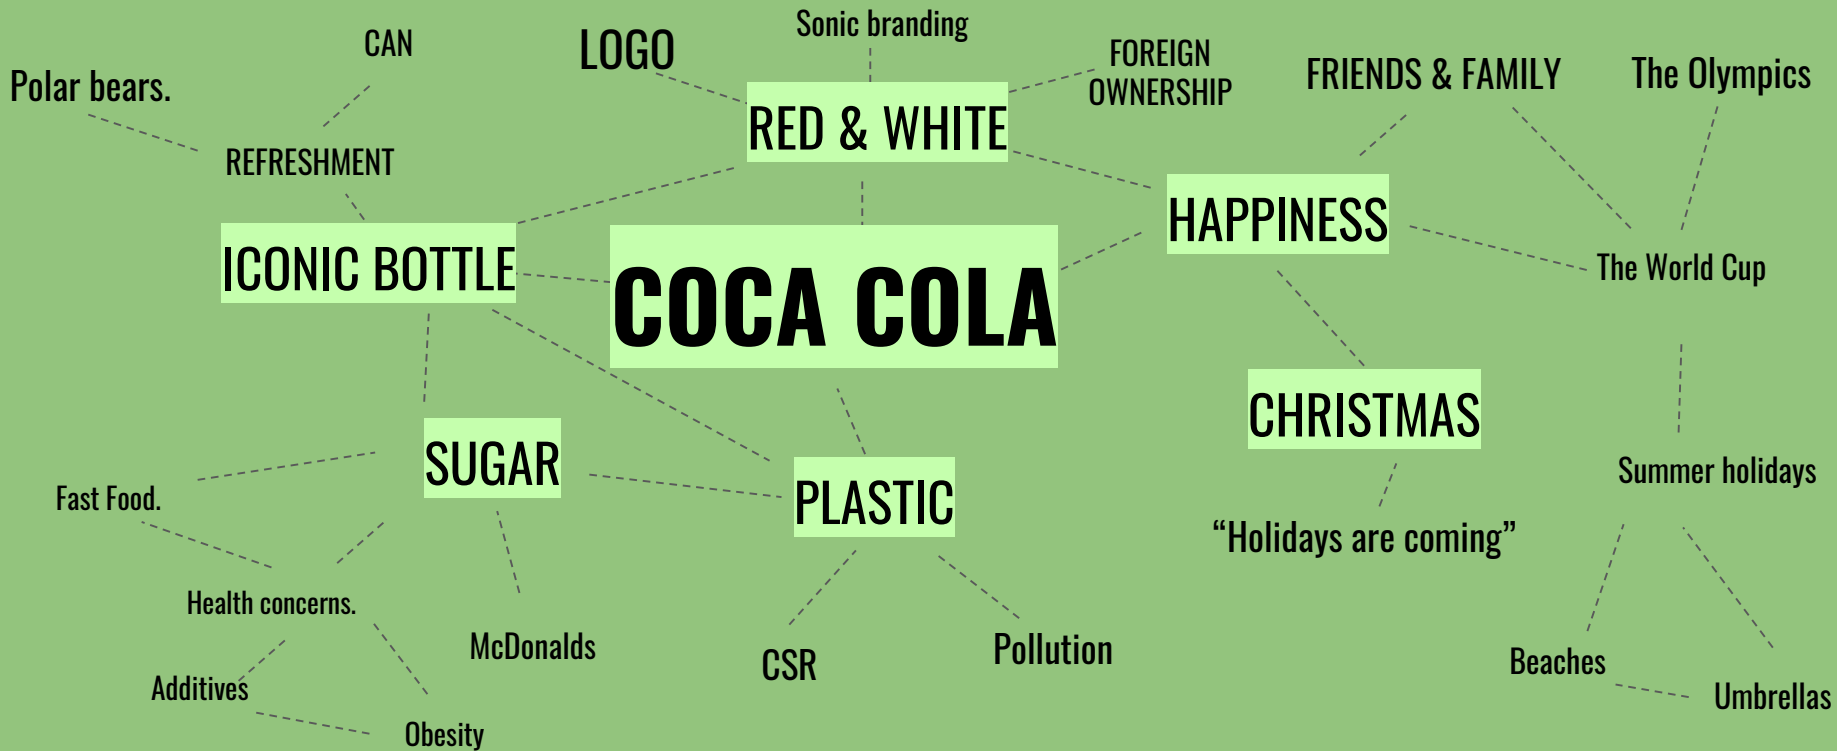 Sonic branding
CAN
LOGO
FOREIGN
OWNERSHIP
FRIENDS & FAMILY
The Olympics
Polar bears.
RED & WHITE
REFRESHMENT
HAPPINESS
ICONIC BOTTLE
The World Cup
COCA COLA
CHRISTMAS
SUGAR
Summer holidays
Fast Food.
PLASTIC
“Holidays are coming”
Health concerns.
McDonalds
Pollution
CSR
Beaches
Additives
Umbrellas
Obesity